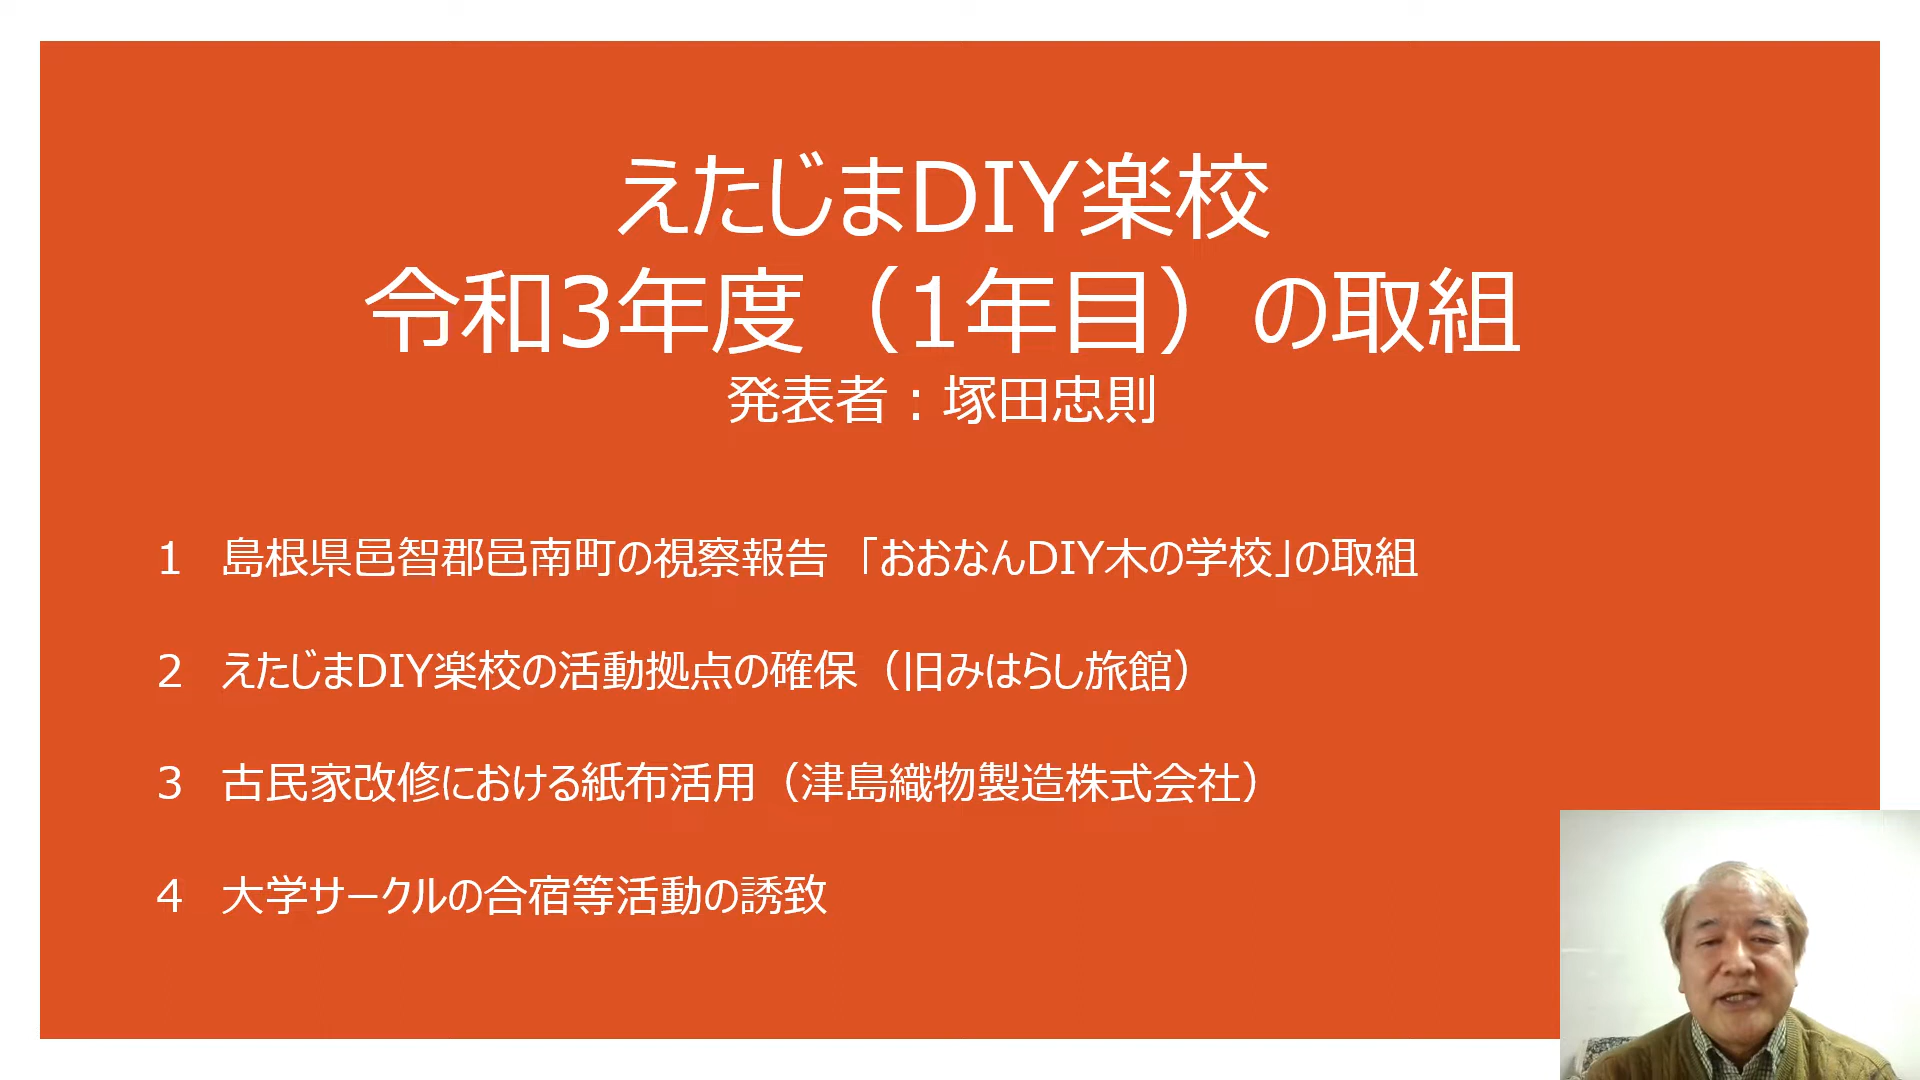 えたじまDIY楽校
令和3年度（1年目）の取組
発表者：塚田忠則
1　島根県邑智郡邑南町の視察報告 「おおなんDIY木の学校」の取組
2　えたじまDIY楽校の活動拠点の確保（旧みはらし旅館）
3　古民家改修における紙布活用（津島織物製造株式会社）
4　大学サークルの合宿等活動の誘致